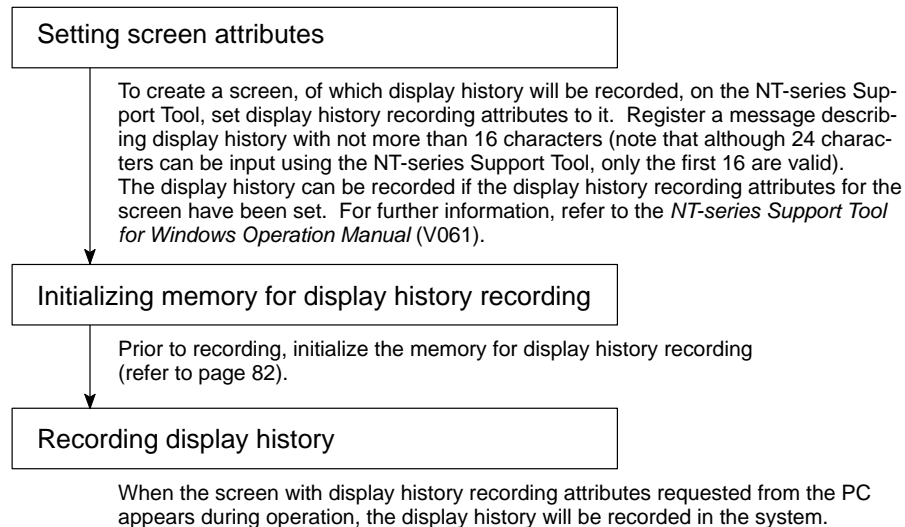 Setting screen attributes
To create a screen, of which display history will be recorded, on the NT-series Sup-
port Tool, set display history recording attributes to it.  Register a message describ-
ing display history with not more than 16 characters (note that although 24 charac-
ters can be input using the NT-series Support Tool, only the first 16 are valid).
The display history can be recorded if the display history recording attributes for the
screen have been set.  For further information, refer to the NT-series Support Tool
for Windows Operation Manual (V061).
Initializing memory for display history recording
Prior to recording, initialize the memory for display history recording
(refer to page 82).
Recording display history
When the screen with display history recording attributes requested from the PC
appears during operation, the display history will be recorded in the system.